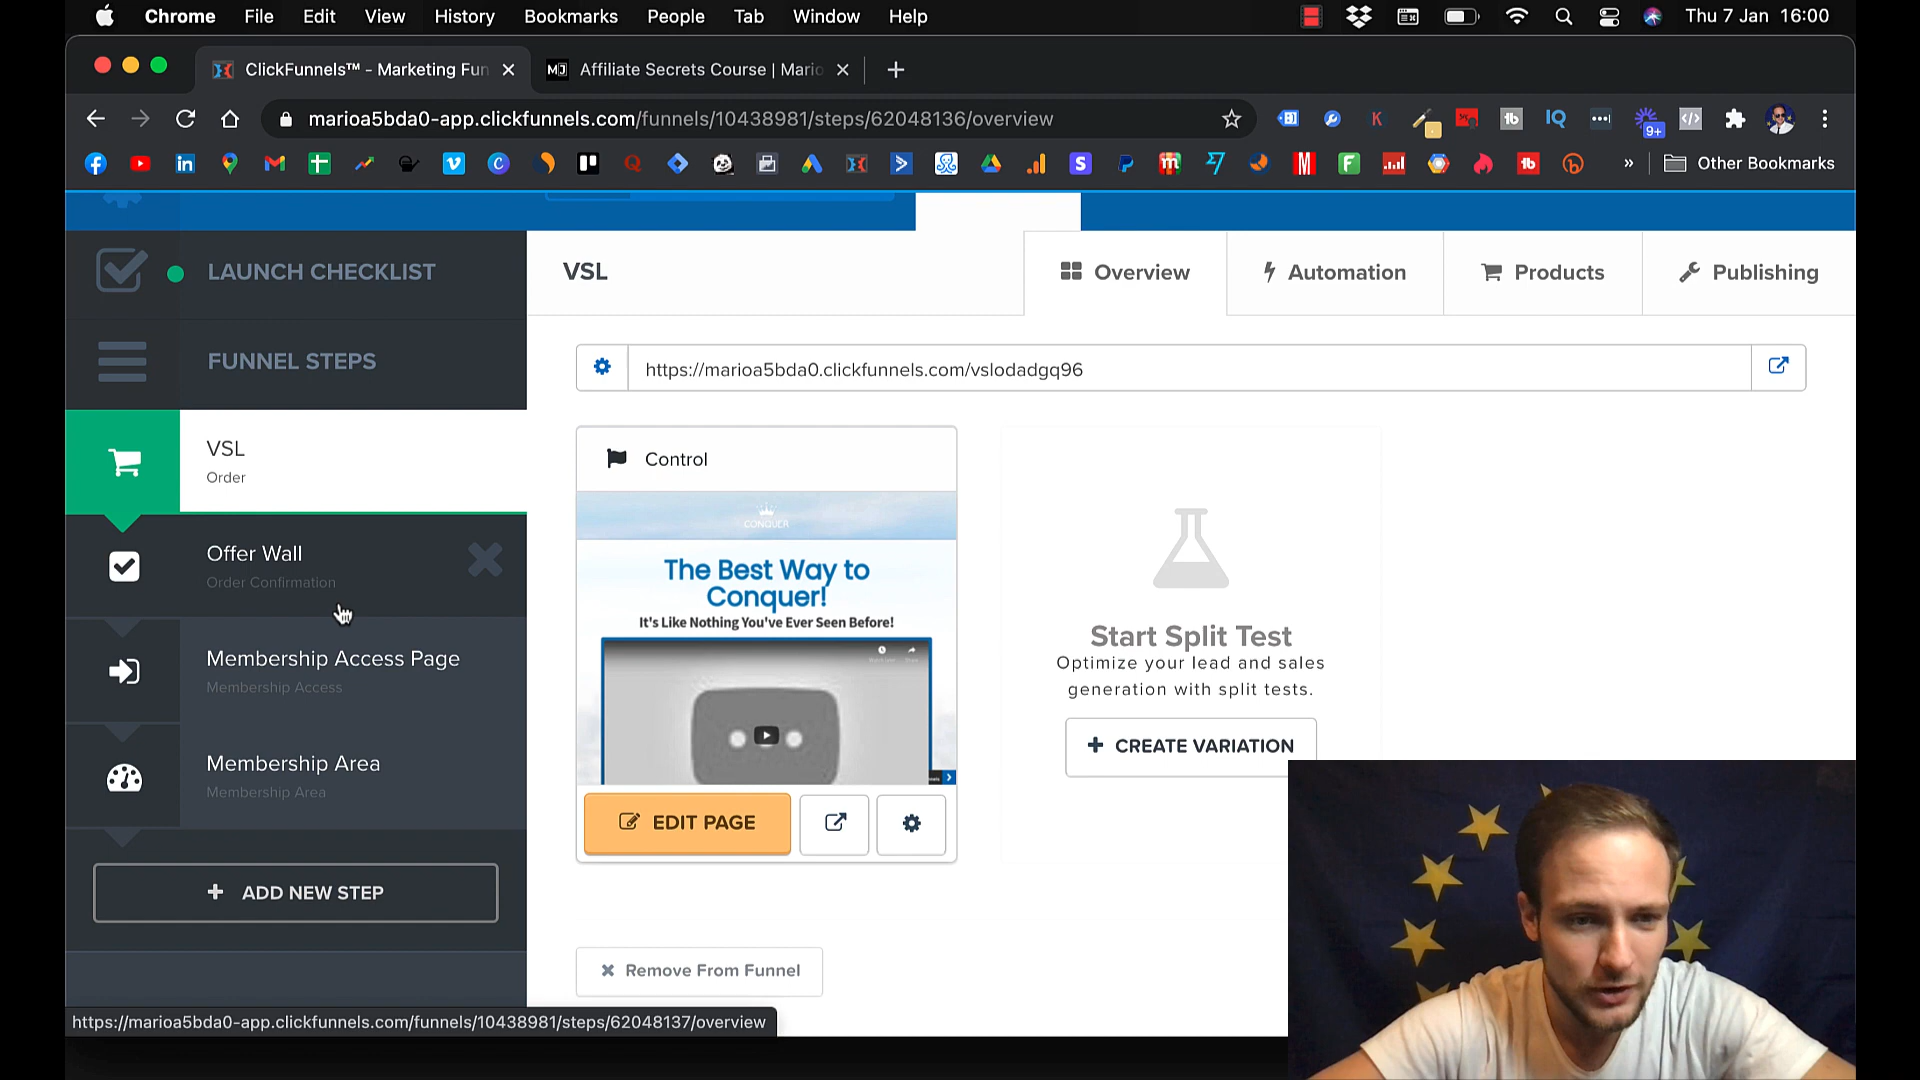 Chrome File Edit View History Bookmarks People Tab Window Help Thu 7 Jan 16:00
ClickFunnels™ - Marketing Fun
Affiliate Secrets Course | Mario
marioa5bda0-app.clickfunnels.com/funnels/10438981/steps/62048136/overview
9+
Other Bookmarks
LAUNCH CHECKLIST
FUNNEL STEPS
VSL
Order
Offer Wall
Order Confirmation
Membership Access Page
Membership Access
Membership Area
Membership Area
+ ADD NEW STEP
VSL
Overview
Automation
Products
Publishing
https://marioa5bda0.clickfunnels.com/vslodadgq96
Control
CONQUER
The Best Way to
Conquer!
It's Like Nothing You've Ever Seen Before!
EDIT PAGE
Start Split Test
Optimize your lead and sales
generation with split tests.
+ CREATE VARIATION
Remove From Funnel
https://marioa5bda0-app.clickfunnels.com/funnels/10438981/steps/62048137/overview